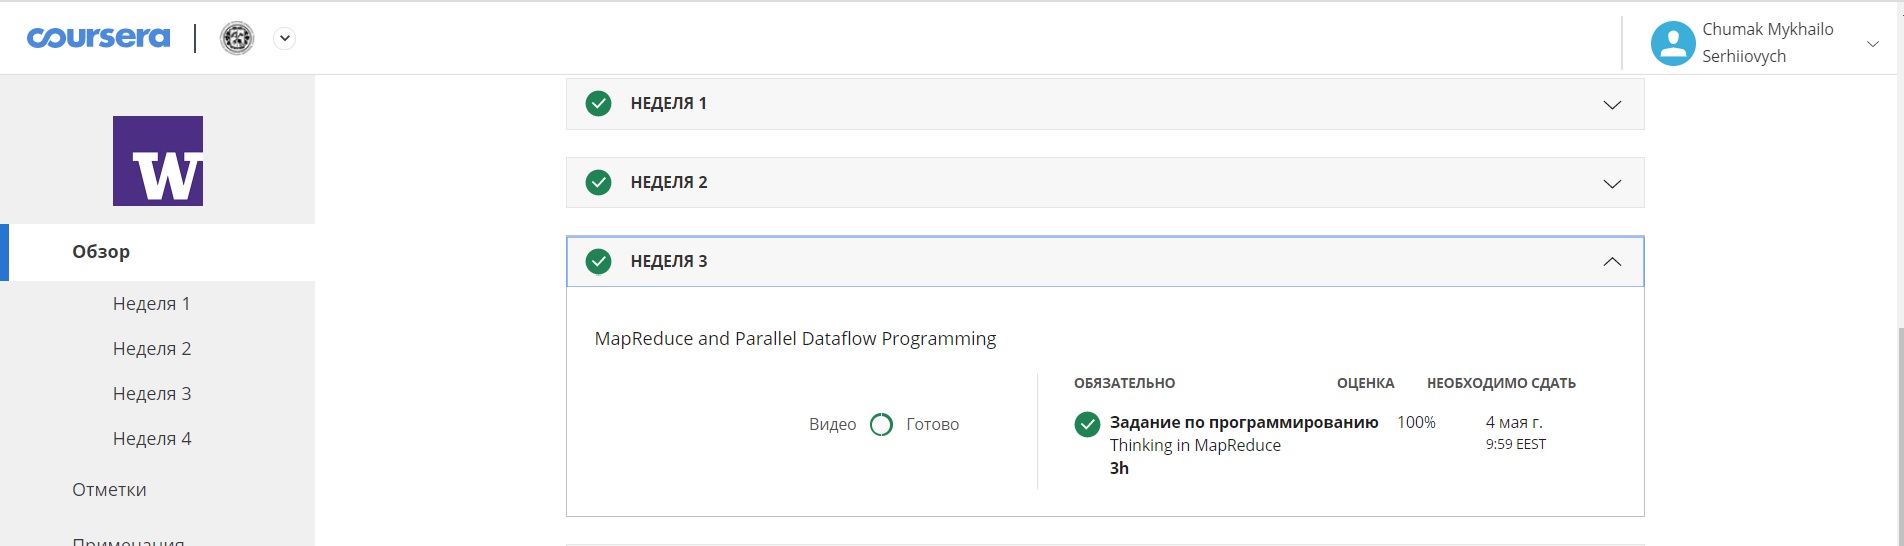 coursera
Chumak Mykhailo
Serhiiovych
W
Обзор
Неделя 1
Неделя 2
Неделя 3
Неделя 4
Отметки
Примечания
НЕДЕЛЯ 1
НЕДЕЛЯ 2
НЕДЕЛЯ 3
MapReduce and Parallel Dataflow Programming
Видео Готово
ОБЯЗАТЕЛЬНО ОЦЕНКА НЕОБХОДИМО СДАТЬ
Задание по программированию 100% 4 мая г.
Thinking in MapReduce 9:59 EEST
3h